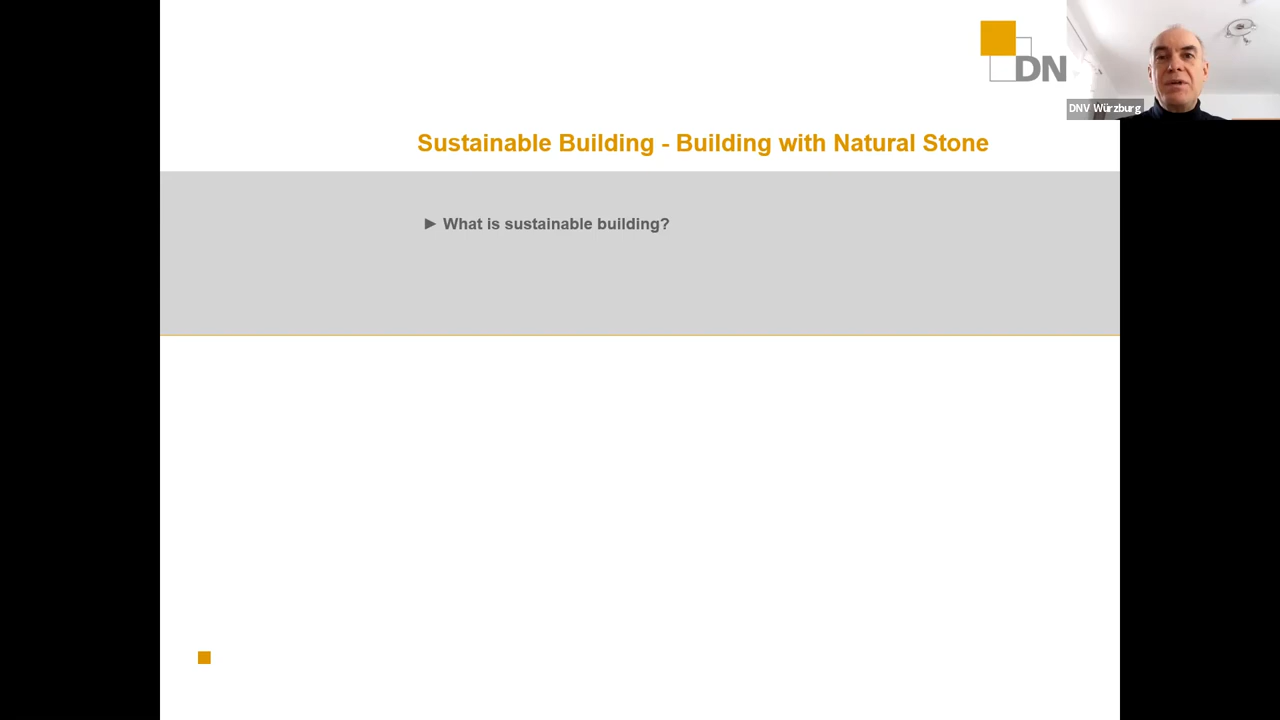 DN
DNV Würzburg
Sustainable Building - Building with Natural Stone
► What is sustainable building?